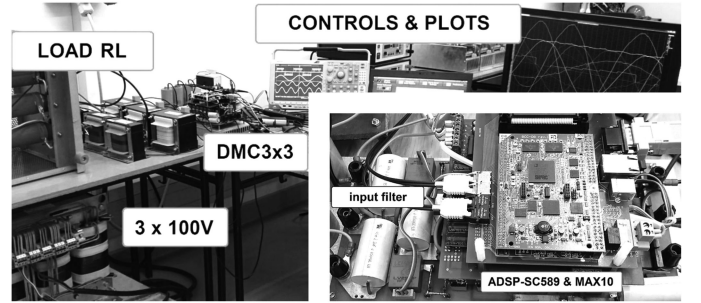 CONTROLS & PLOTS
LOAD RL
DMC3x3
3 x 100V
input filter
ADSP-SC589 & MAX10